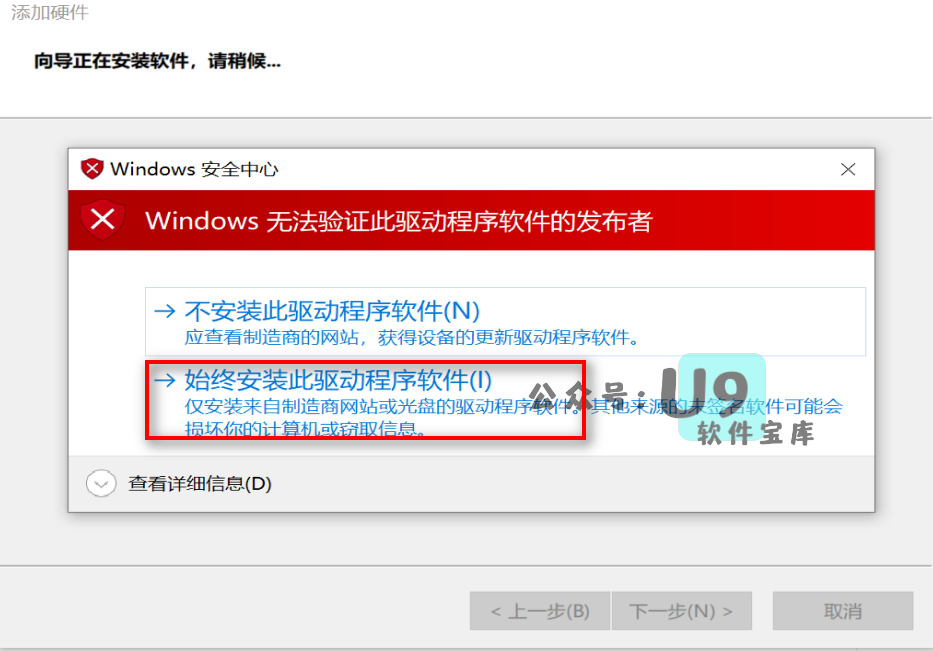 添加硬件
向导正在安装软件，请稍候...
Windows 安全中心
Windows 无法验证此驱动程序软件的发布者
→ 不安装此驱动程序软件(N)
应查看制造商的网站，获得设备的更新驱动程序软件。
→ 始终安装此驱动程序软件(I)
仅安装来自制造商网站或光盘的驱动程序软件。其他来源的未签名软件可能会
损坏你的计算机或窃取信息。
公众号：U9
软件宝库
查看详细信息(D)
< 上一步(B)
下一步(N) >
取消